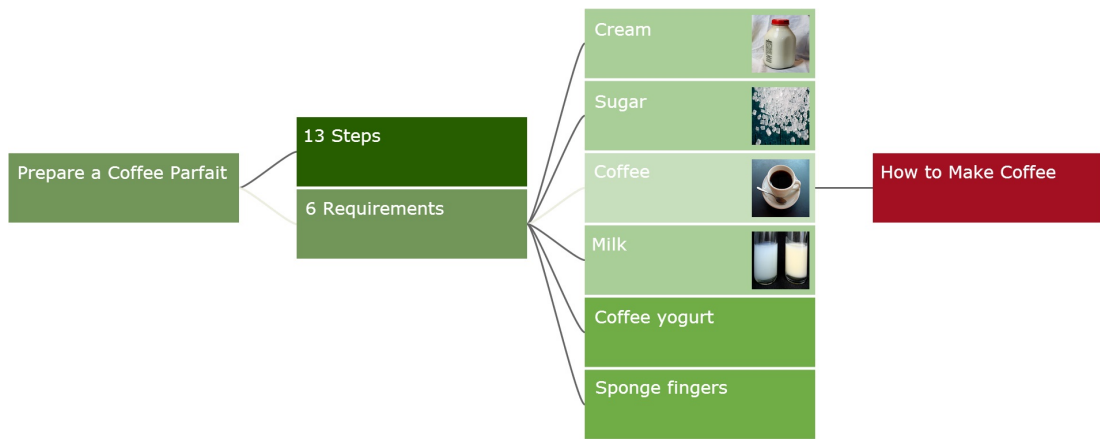 Prepare a Coffee Parfait
13 Steps
6 Requirements
Cream
Sugar
Coffee
Milk
Coffee yogurt
Sponge fingers
How to Make Coffee